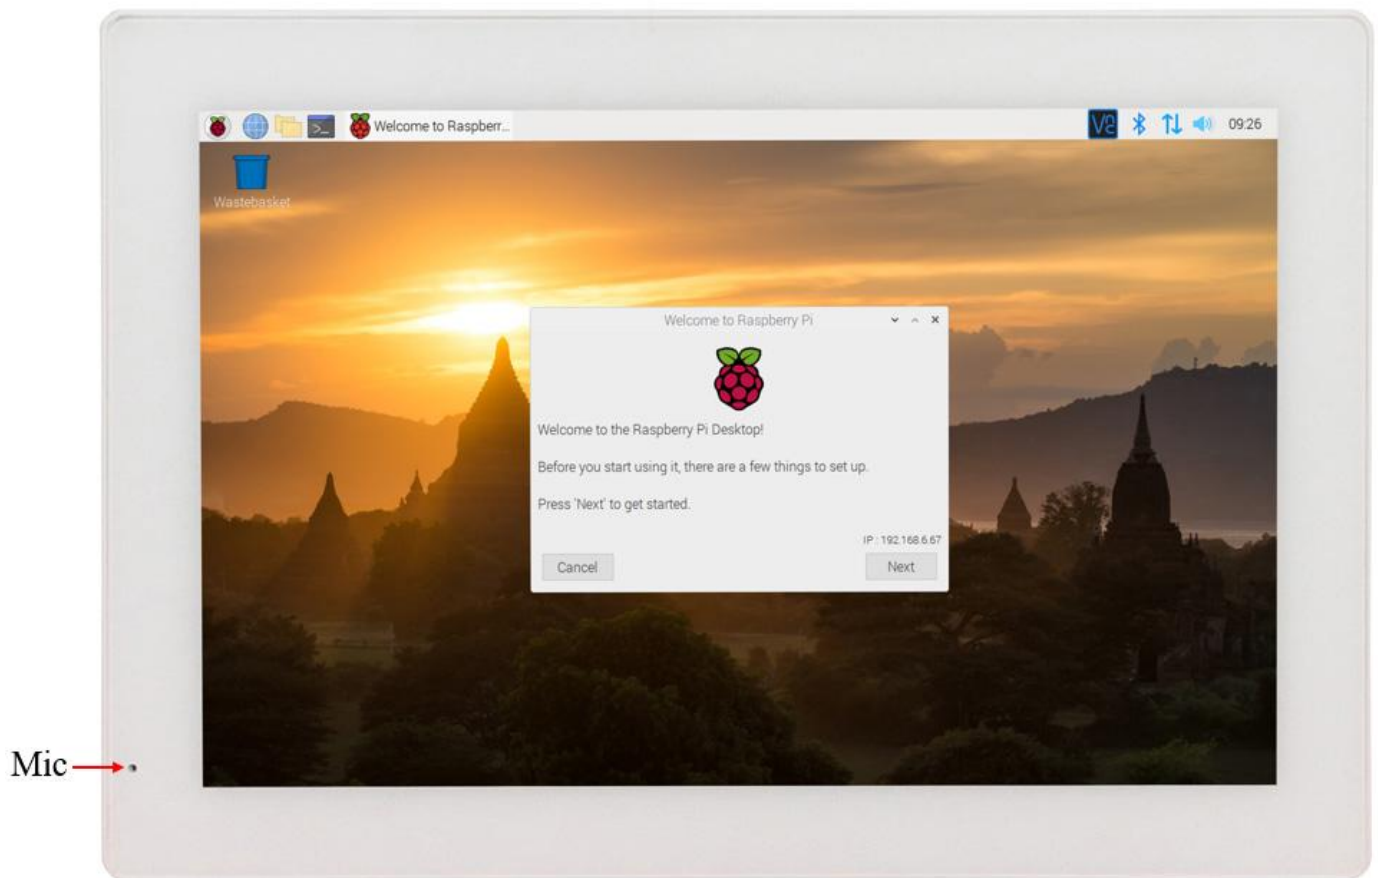 Welcome to Raspberr...
VNC
09:26
Wastebasket
Welcome to Raspberry Pi
Welcome to the Raspberry Pi Desktop!
Before you start using it, there are a few things to set up.
Press 'Next' to get started.
IP : 192.168.6.67
Cancel
Next
Mic